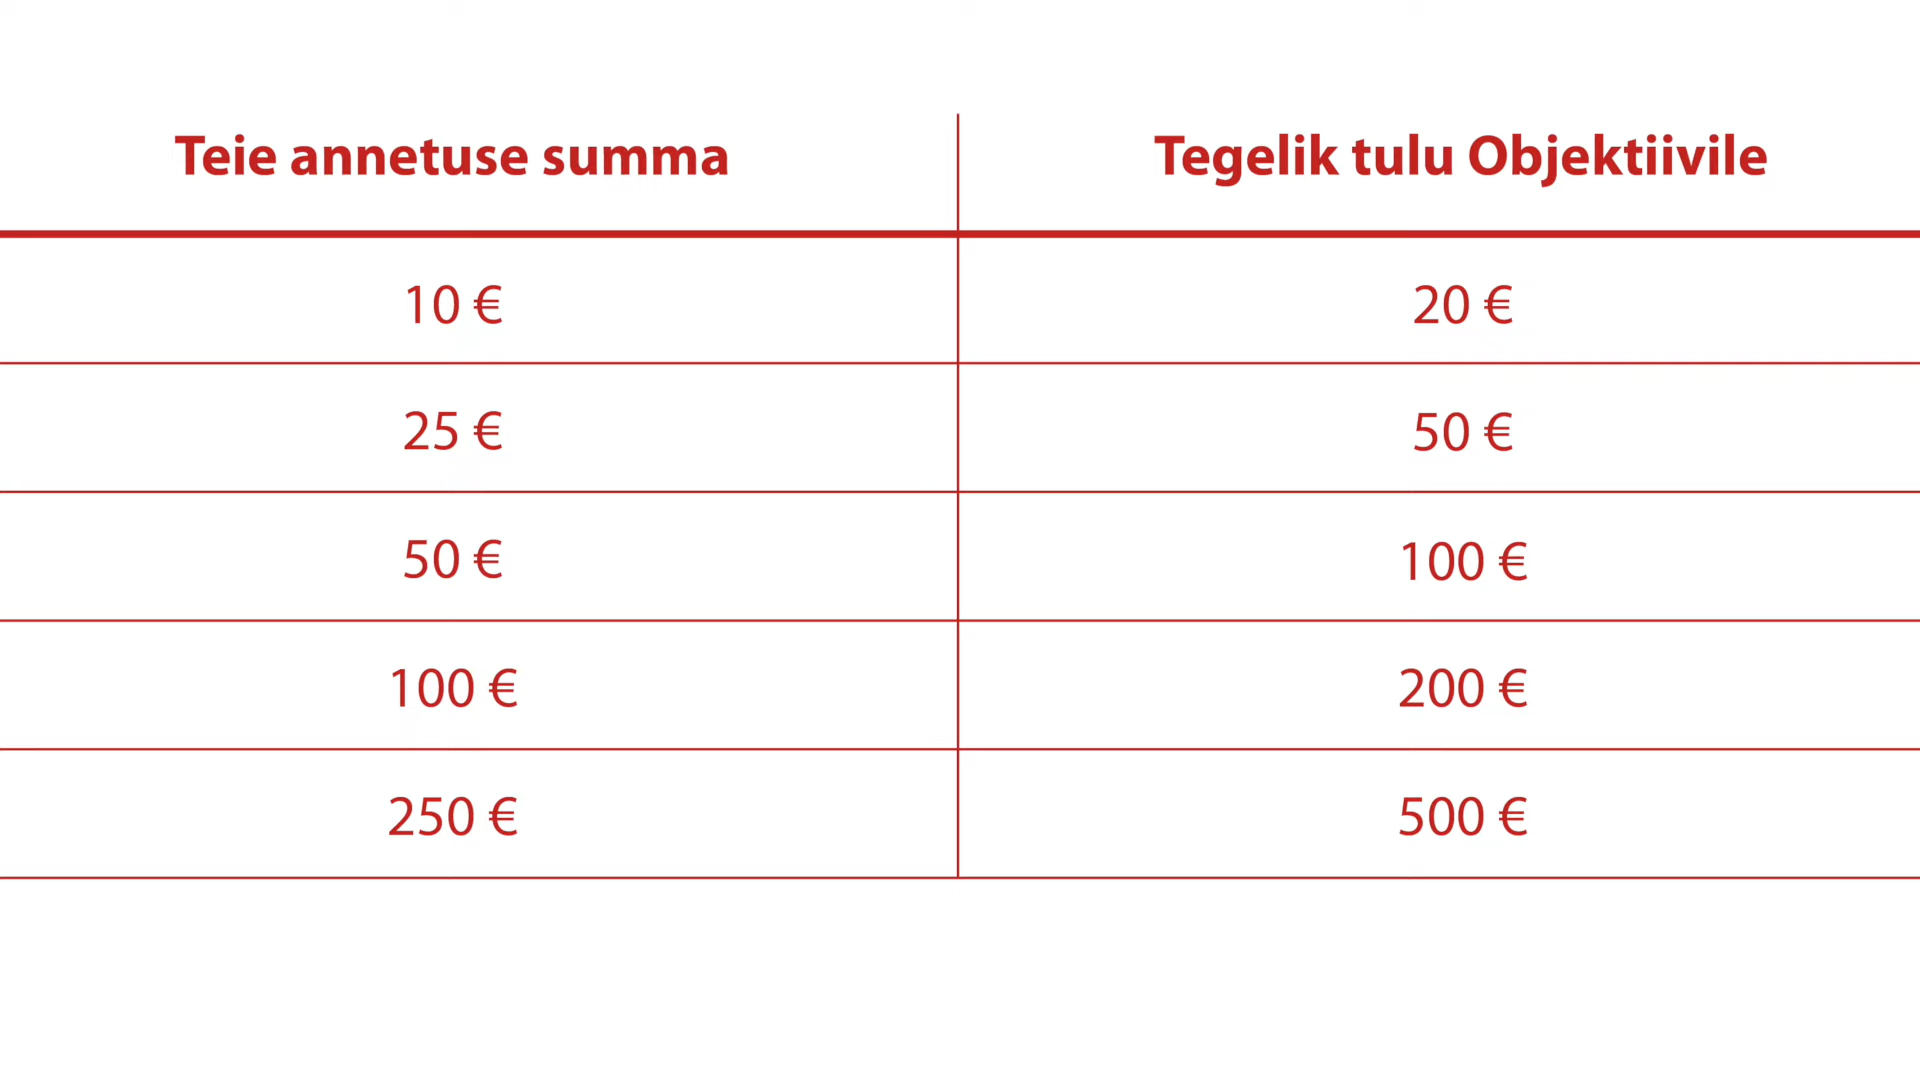 Teie annetuse summa Tegelik tulu Objektiivile
10 € 20 €
25 € 50 €
50 € 100 €
100 € 200 €
250 € 500 €